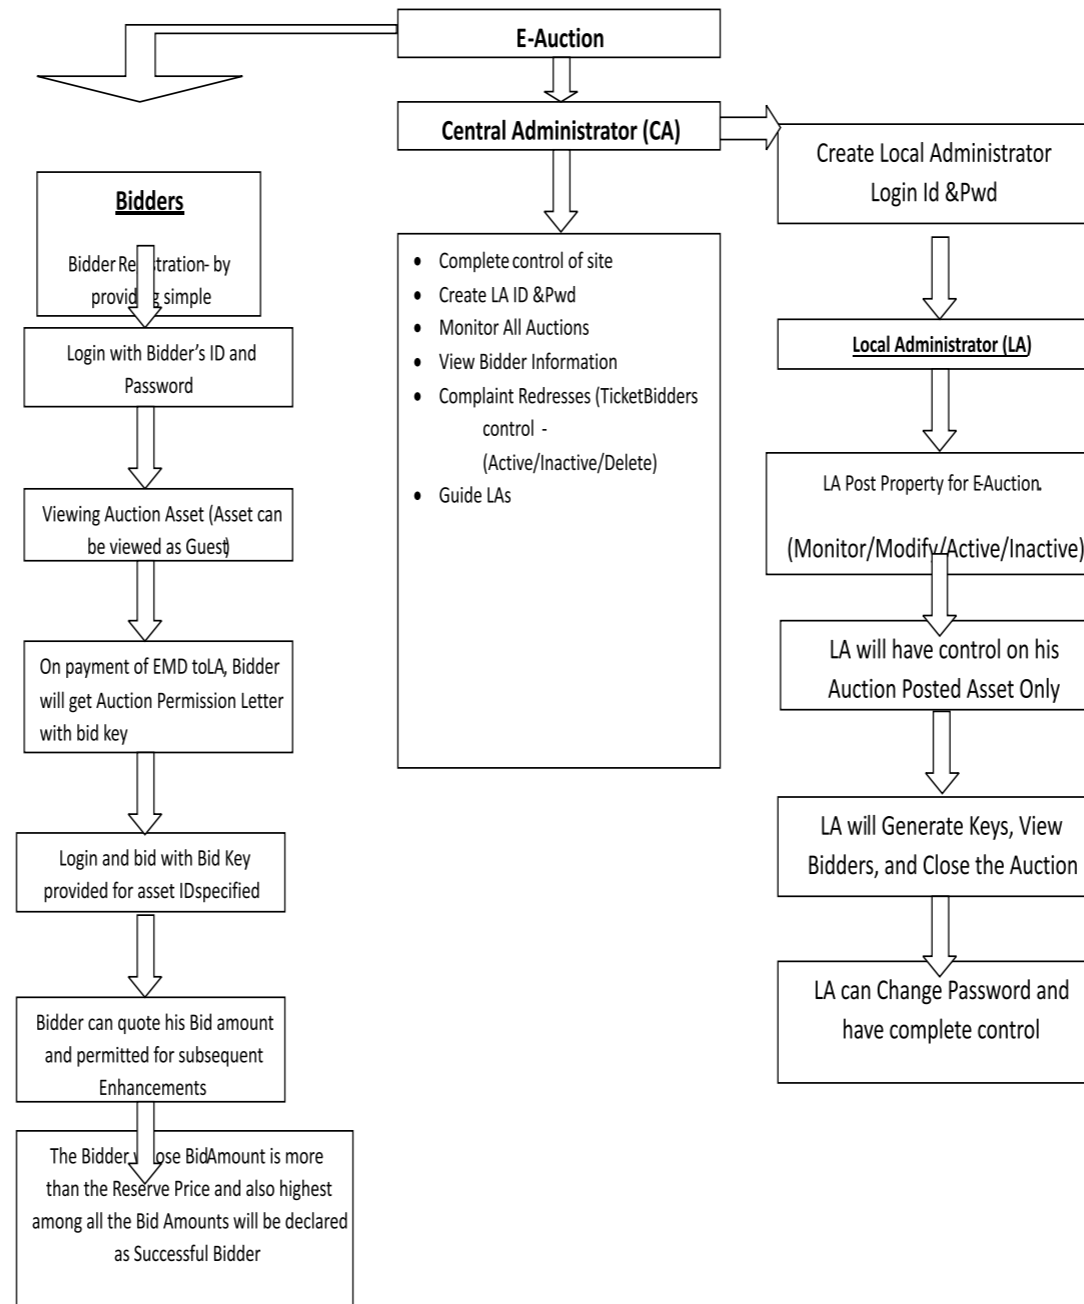 E-Auction
Central Administrator (CA)
Create Local Administrator
Login Id &Pwd
Bidders
Bidder Re stration- by
provid g simple
Login with Bidder's ID and
Password
Viewing Auction Asset (Asset can
be viewed as Guest)
On payment of EMD toLA, Bidder
will get Auction Permission Letter
with bid key
Login and bid with Bid Key
provided for asset IDspecified
Bidder can quote his Bid amount
and permitted for subsequent
Enhancements
The Bidder ose BidAmount is more
than the Reserve Price and also highest
among all the Bid Amounts will be declared
as Successful Bidder
• Complete control of site
• Create LA ID &Pwd
• Monitor All Auctions
• View Bidder Information
• Complaint Redresses (TicketBidders
control -
(Active/Inactive/Delete)
• Guide LAs
Local Administrator (LA)
LA Post Property for E-Auction.
(Monitor/Modify/Active/Inactive)
LA will have control on his
Auction Posted Asset Only
LA will Generate Keys, View
Bidders, and Close the Auction
LA can Change Password and
have complete control